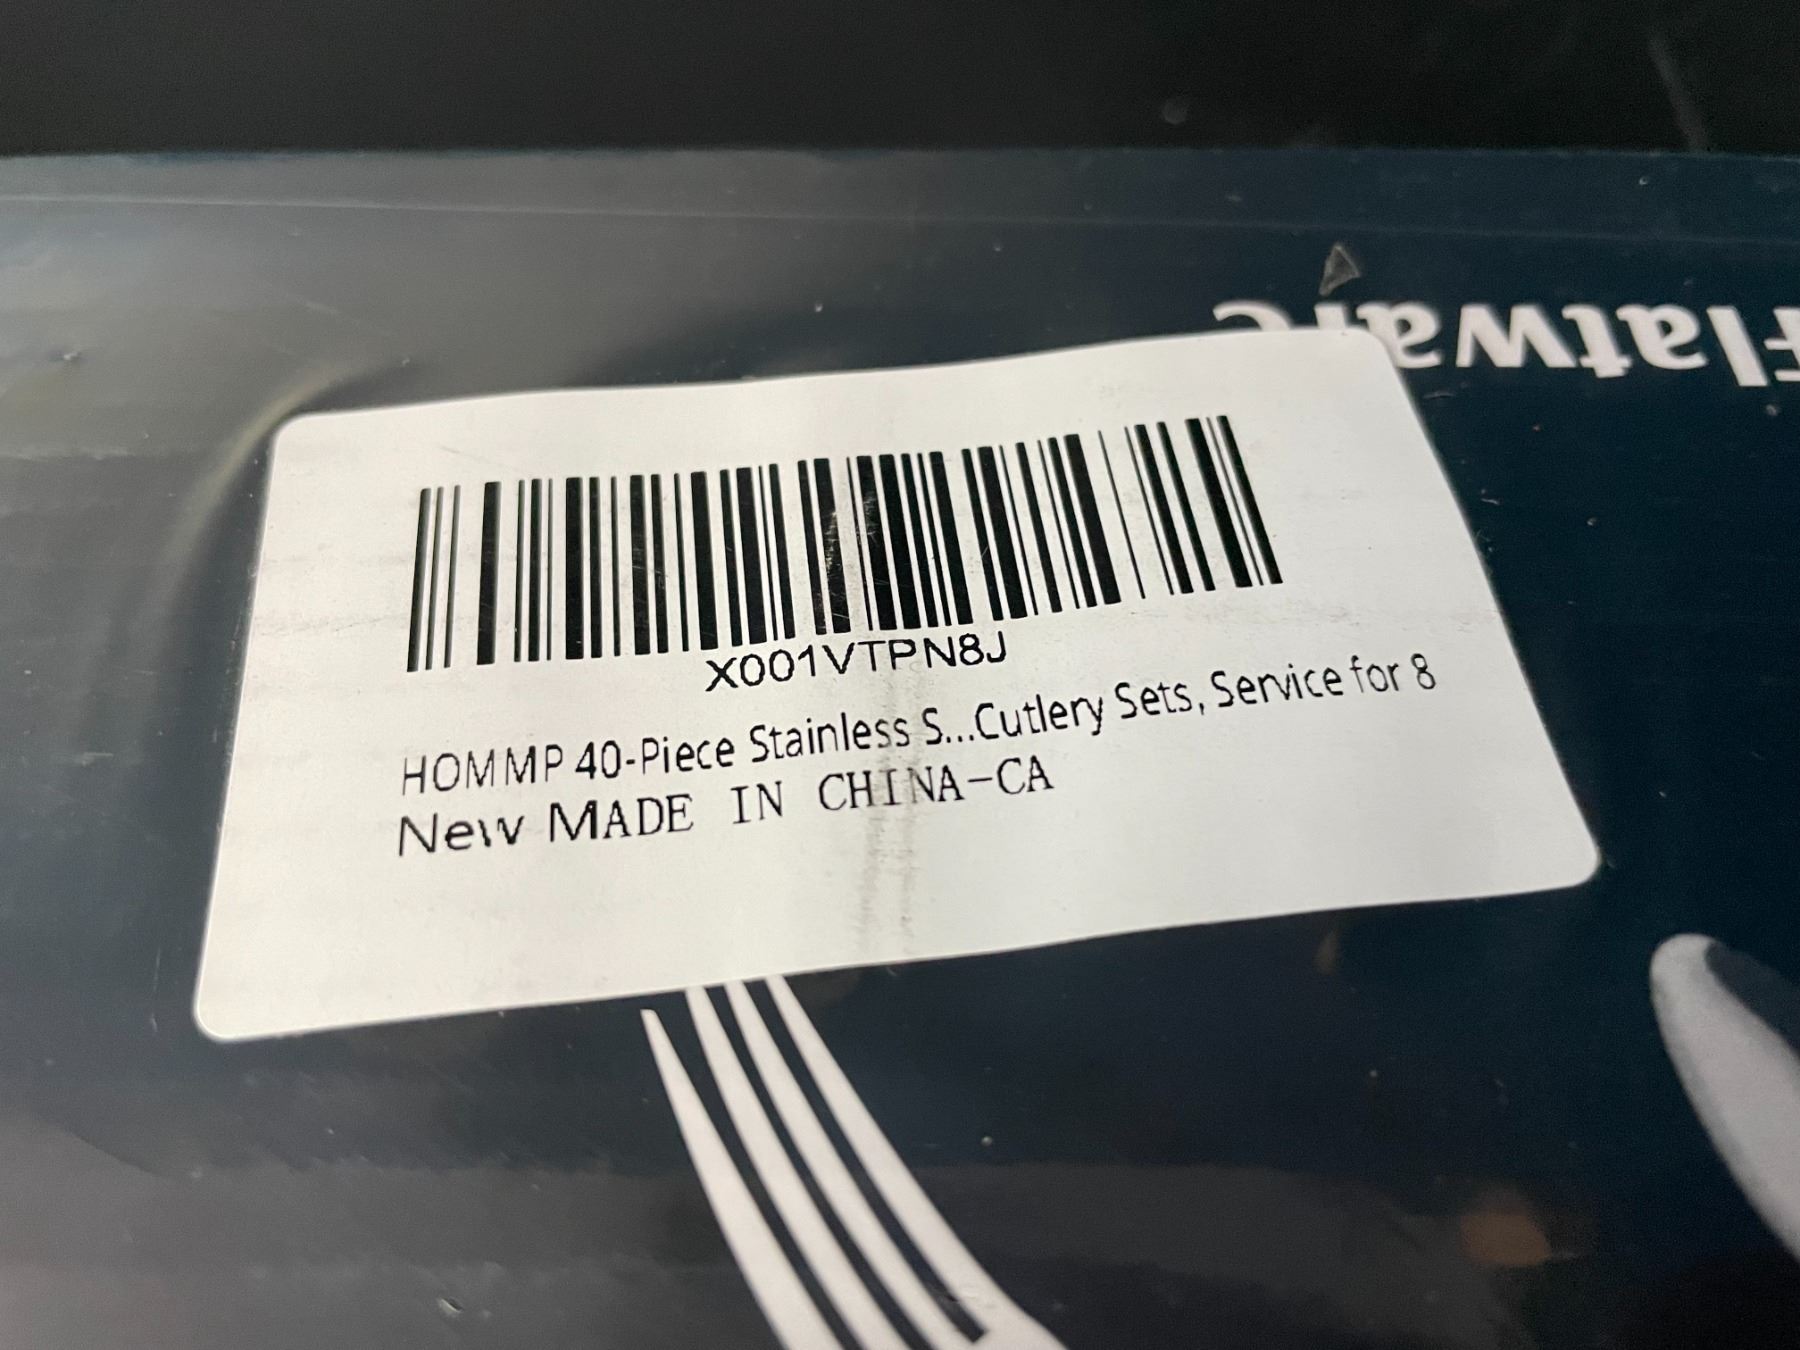 flatware
X001VTPN8J
HOMMP 40-Piece Stainless S...Cutlery Sets, Service for 8
New MADE IN CHINA-CA